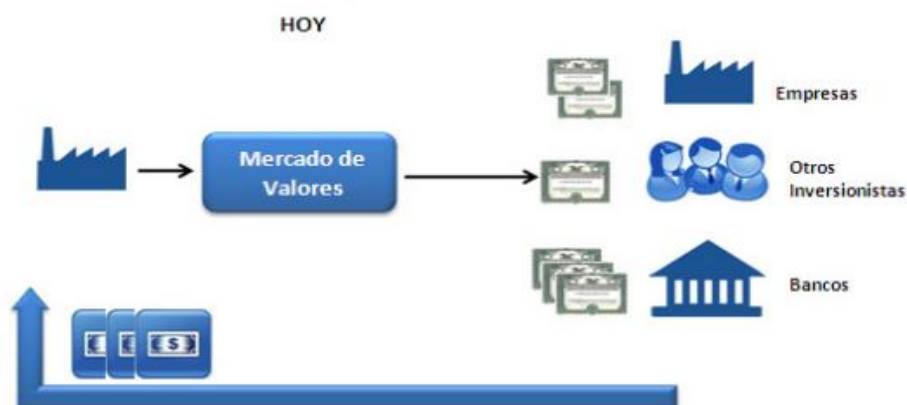 HOY
Empresas
Mercado de
Valores
Otros
Inversionistas
Bancos
$